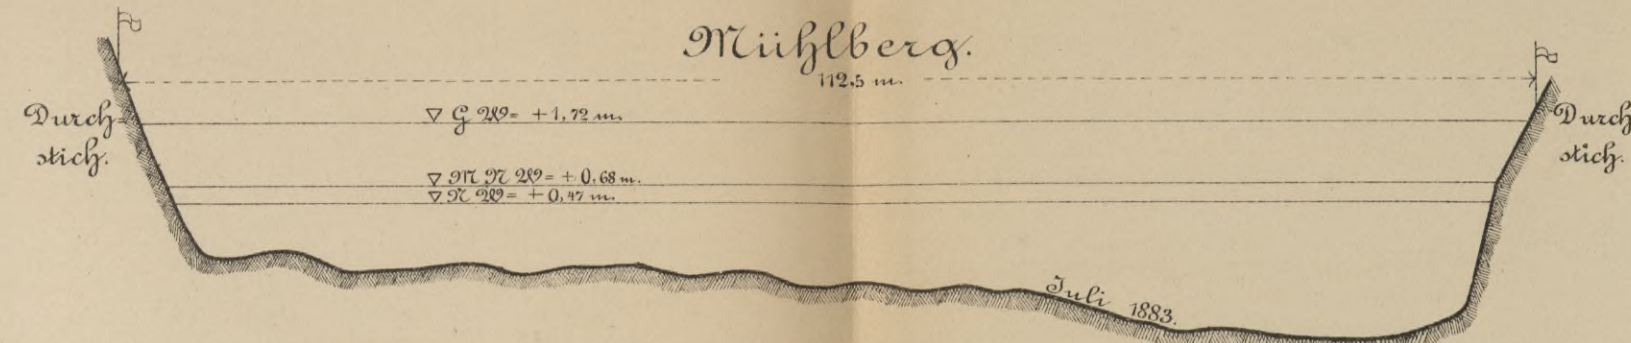 Mühlberg.
112,5 m.
Durch-
stich.
▽ G W = +1,72 m.
Durch
stich.
▽ M N W = +0,68 m.
▽ N W = +0,47 m.
Juli 1883.